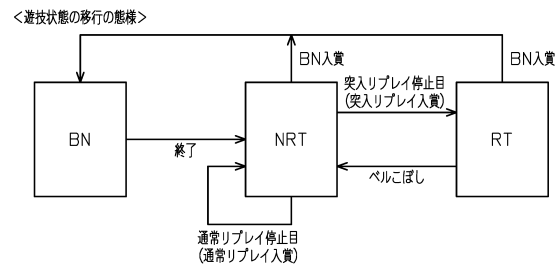 ＜遊技状態の移行の態様＞
BN入賞
BN入賞
突入リプレイ停止目
(突入リプレイ入賞)
BN
NRT
RT
終了
ベルこぼし
通常リプレイ停止目
(通常リプレイ入賞)